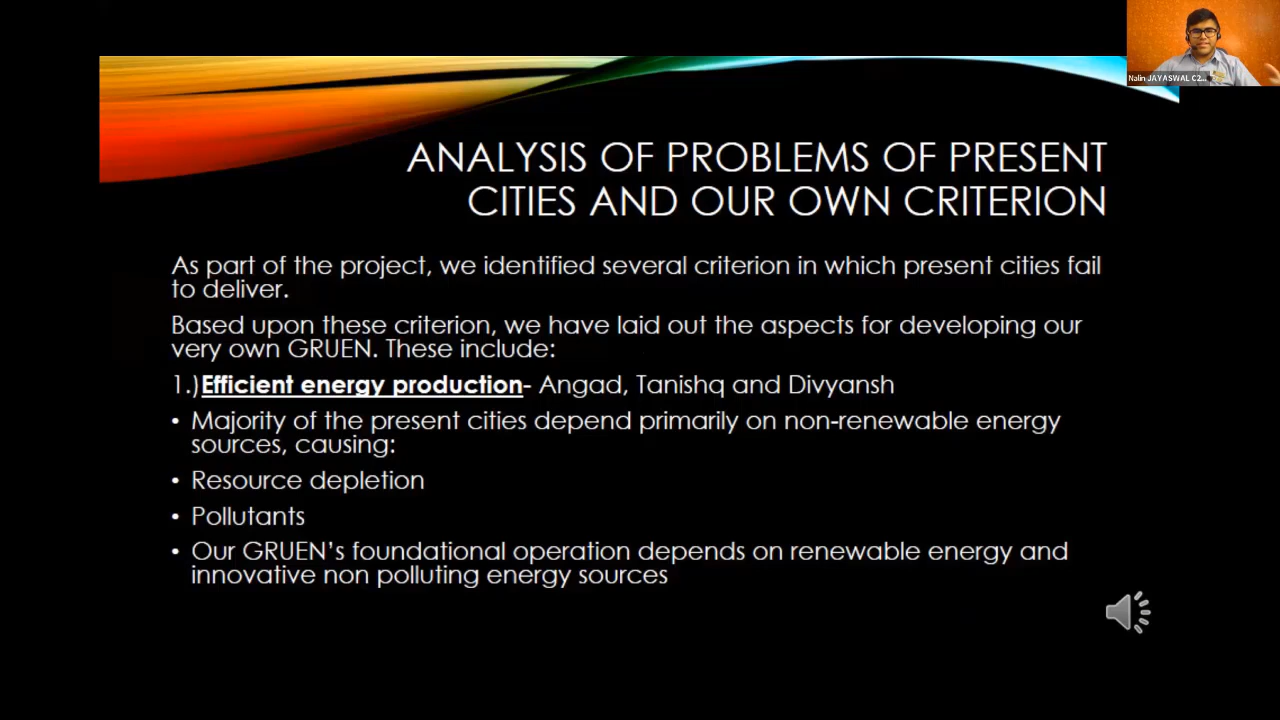 Nalin JAYASWAL C2...
ANALYSIS OF PROBLEMS OF PRESENT
CITIES AND OUR OWN CRITERION
As part of the project, we identified several criterion in which present cities fail
to deliver.
Based upon these criterion, we have laid out the aspects for developing our
very own GRUEN. These include:
1.)Efficient energy production- Angad, Tanishq and Divyansh
• Majority of the present cities depend primarily on non-renewable energy
sources, causing:
• Resource depletion
• Pollutants
• Our GRUEN’s foundational operation depends on renewable energy and
innovative non polluting energy sources